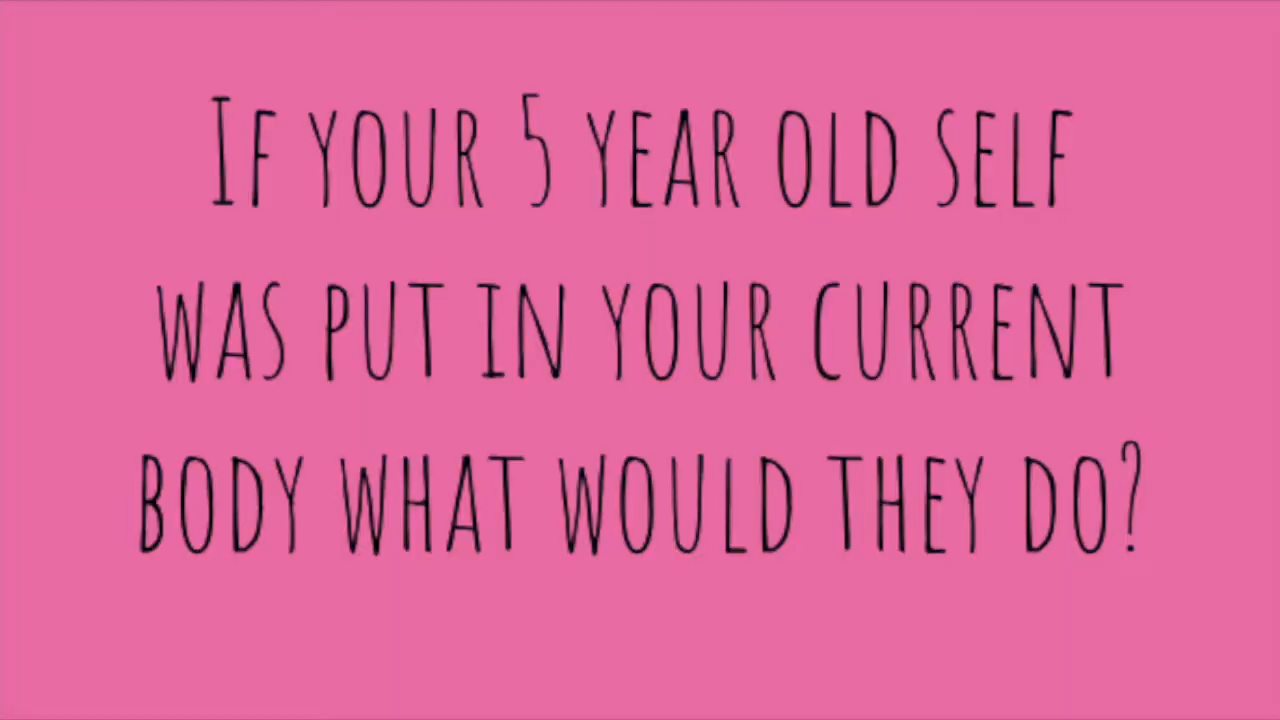 IF YOUR 5 YEAR OLD SELF
WAS PUT IN YOUR CURRENT
BODY WHAT WOULD THEY DO?